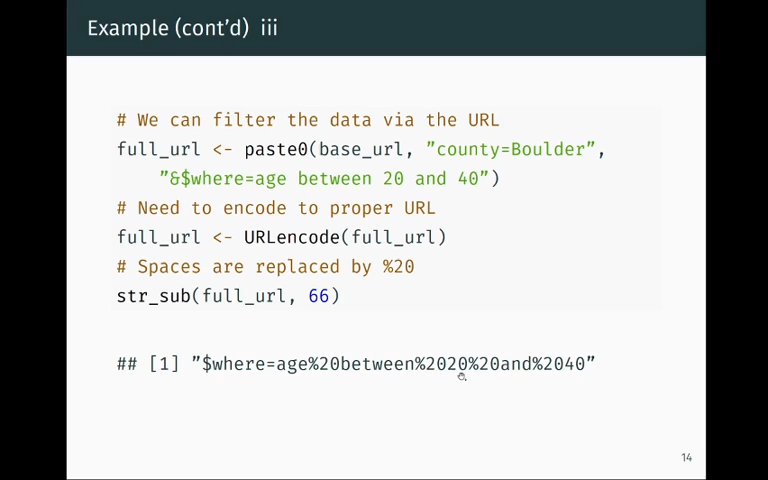 Example (cont’d) iii
# We can filter the data via the URL
full_url <- paste0(base_url, ”county=Boulder”,
”&$where=age between 20 and 40”)
# Need to encode to proper URL
full_url <- URLencode(full_url)
# Spaces are replaced by %20
str_sub(full_url, 66)
## [1] ”$where=age%20between%2020%20and%2040”
14